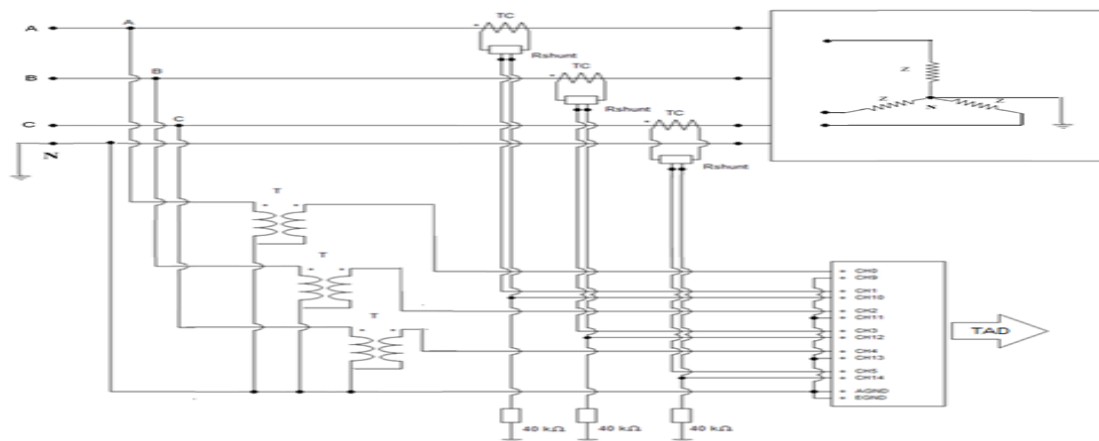 TC
A
A
Rshunt
TC
Z
B
B
Rshunt
TC
Z
N
Z
C
C
N
Rshunt
T
T
T
CH0
CH9
CH1
CH10
CH2
CH11
CH3
CH12
CH4
CH13
CH5
CH14
AGND
EGND
TAD
40 kΩ
40 kΩ
40 kΩ